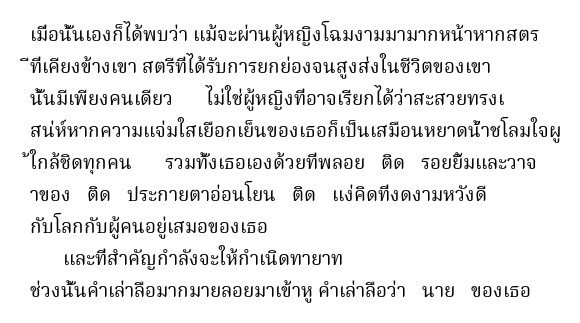 เมื่อนั้นเองก็ได้พบว่า แม้จะผ่านผู้หญิงโฉมงามมามากหน้าหากสตร
ีที่เคียงข้างเขา สตรีที่ได้รับการยกย่องจนสูงส่งในชีวิตของเขา
นั้นมีเพียงคนเดียว ไม่ใช่ผู้หญิงที่อาจเรียกได้ว่าสะสวยทรงเ
สน่ห์หากความแจ่มใสเยือกเย็นของเธอก็เป็นเสมือนหยาดน้ำชโลมใจผู
้ใกล้ชิดทุกคน รวมทั้งเธอเองด้วยที่พลอย ติด รอยยิ้มและวาจ
าของ ติด ประกายตาอ่อนโยน ติด แง่คิดที่งดงามหวังดี
กับโลกกับผู้คนอยู่เสมอของเธอ
และที่สำคัญกำลังจะให้กำเนิดทายาท
ช่วงนั้นคำเล่าลือมากมายลอยมาเข้าหู คำเล่าลือว่า นาย ของเธอ